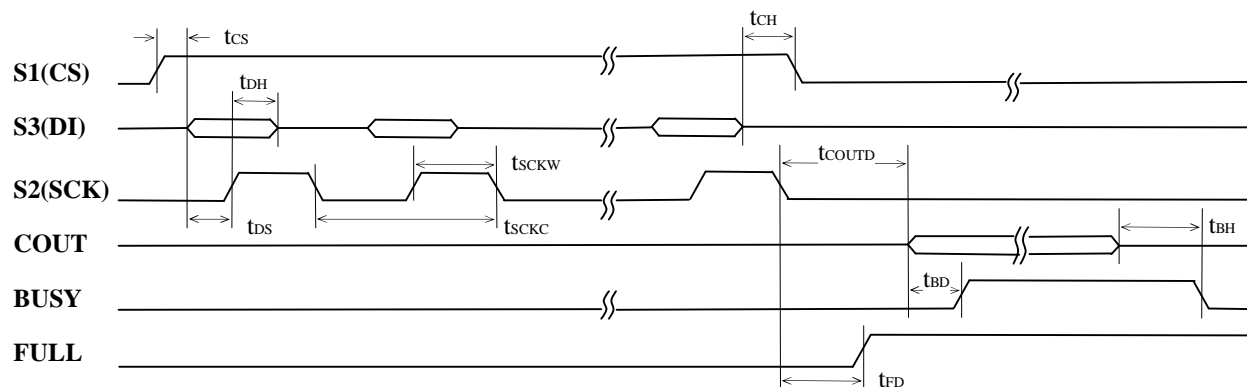 tCS
tCH
S1(CS)
tDH
S3(DI)
tSCKW
tCOUTD
S2(SCK)
tDS
tSCKC
COUT
tBH
BUSY
tBD
FULL
tFD